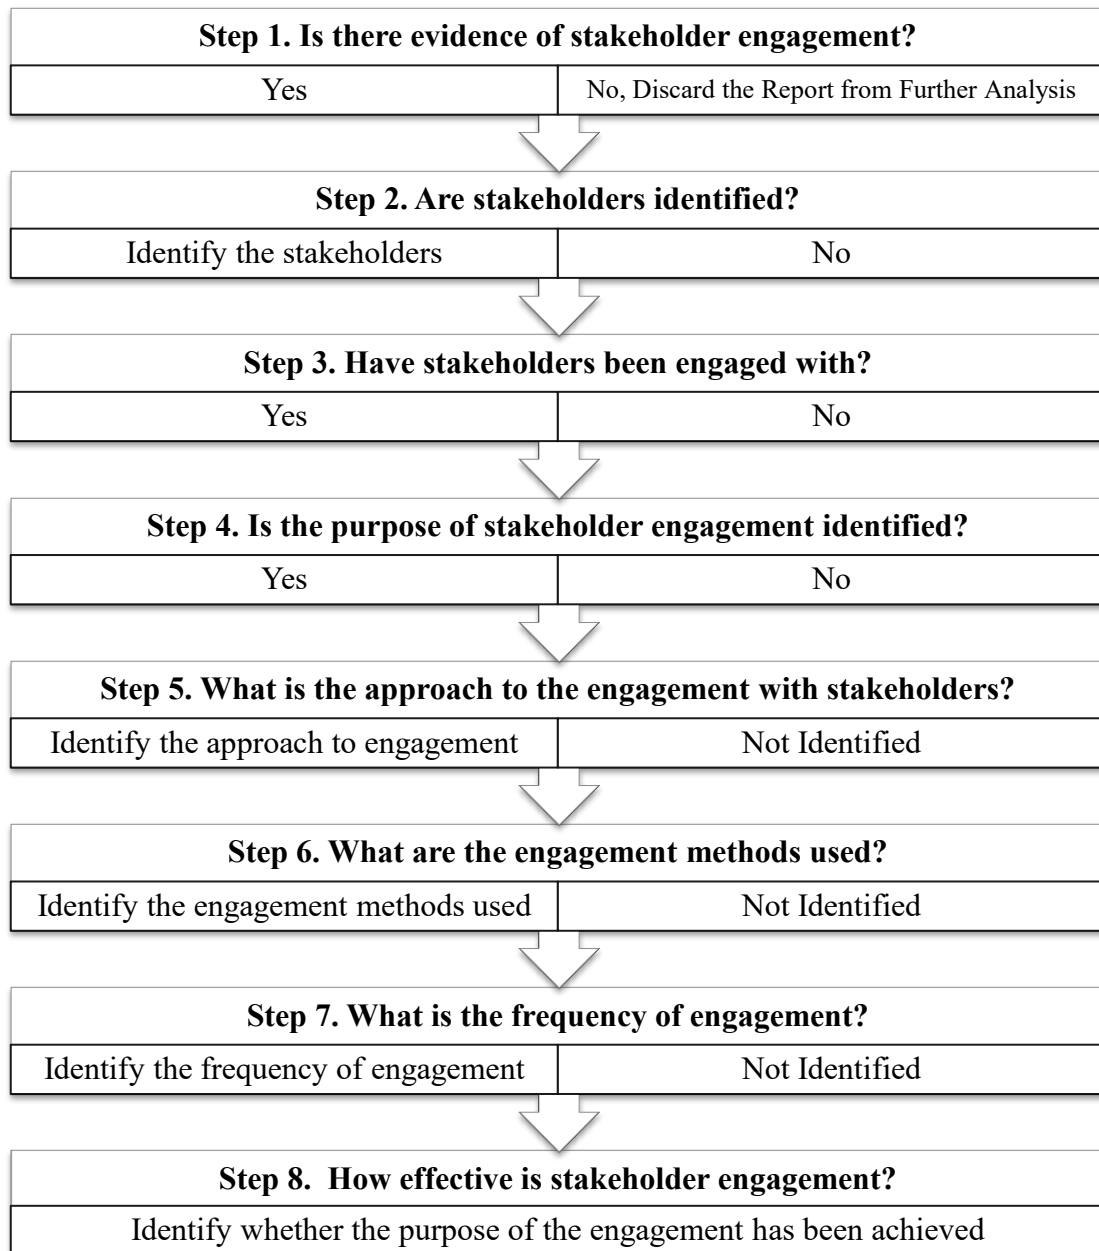 Step 1. Is there evidence of stakeholder engagement?
Yes
No, Discard the Report from Further Analysis
Step 2. Are stakeholders identified?
Identify the stakeholders
No
Step 3. Have stakeholders been engaged with?
Yes
No
Step 4. Is the purpose of stakeholder engagement identified?
Yes
No
Step 5. What is the approach to the engagement with stakeholders?
Identify the approach to engagement
Not Identified
Step 6. What are the engagement methods used?
Identify the engagement methods used
Not Identified
Step 7. What is the frequency of engagement?
Identify the frequency of engagement
Not Identified
Step 8. How effective is stakeholder engagement?
Identify whether the purpose of the engagement has been achieved